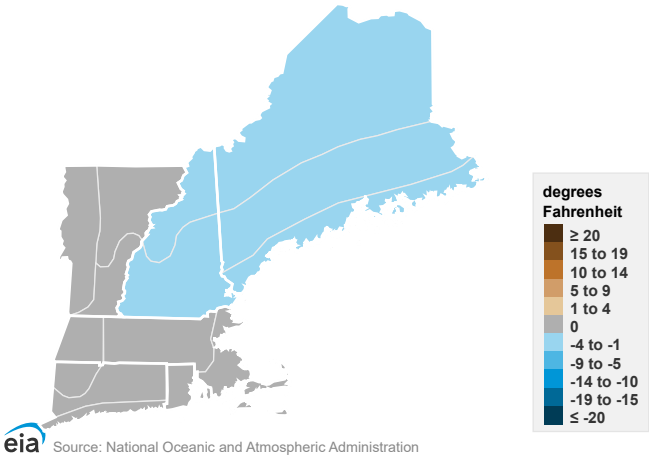 degrees
Fahrenheit
≥ 20
15 to 19
10 to 14
5 to 9
1 to 4
0
-4 to -1
-9 to -5
-14 to -10
-19 to -15
≤ -20
eia
Source: National Oceanic and Atmospheric Administration